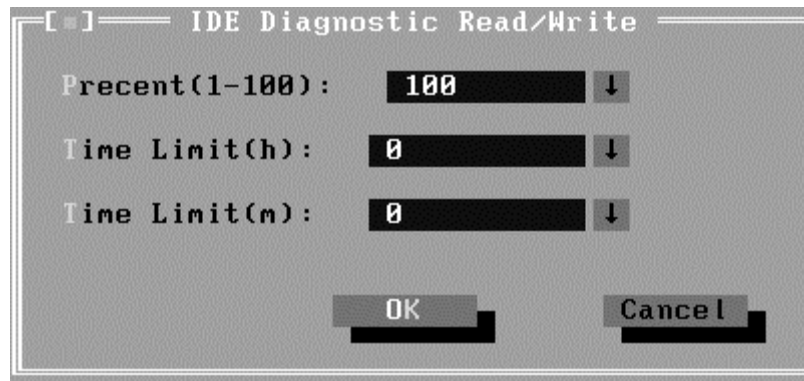 [■] IDE Diagnostic Read/Write
Precent(1-100): 100 ↓
Time Limit(h): 0 ↓
Time Limit(m): 0 ↓
OK Cancel